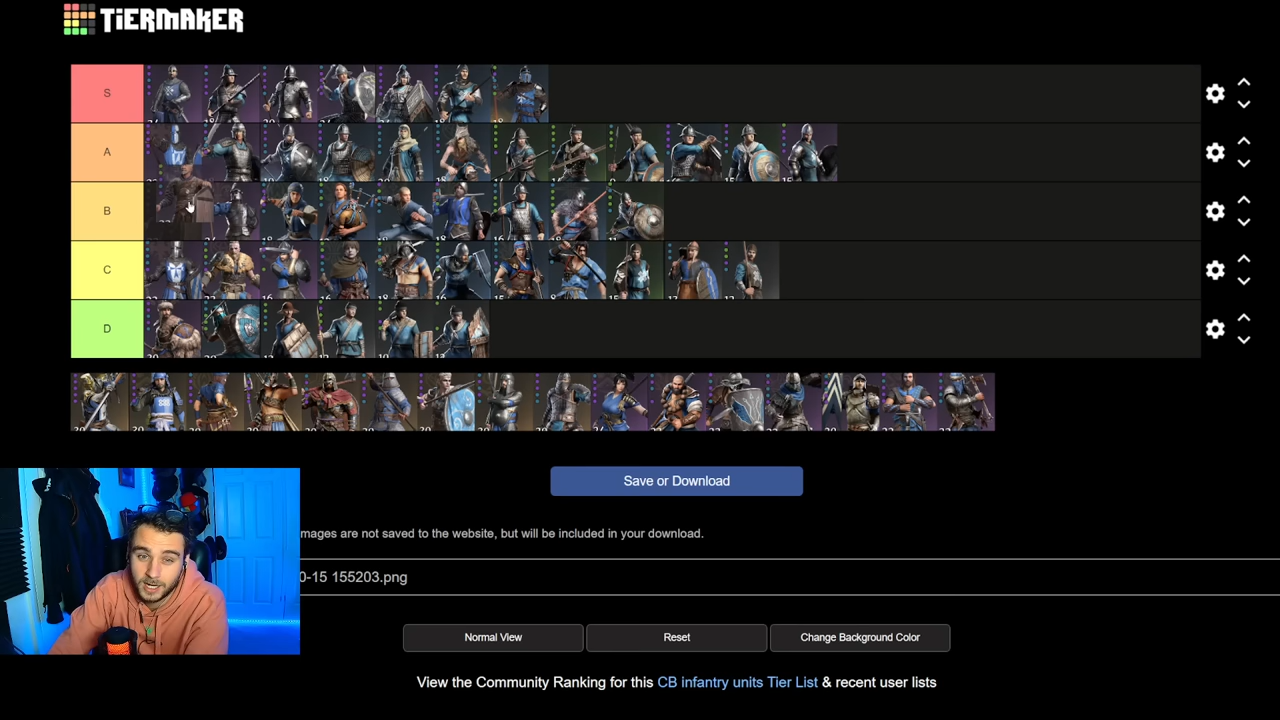 TiERMAKER
S
A
B
C
D
Save or Download
mages are not saved to the website, but will be included in your download.
0-15 155203.png
Normal View
Reset
Change Background Color
View the Community Ranking for this CB infantry units Tier List & recent user lists